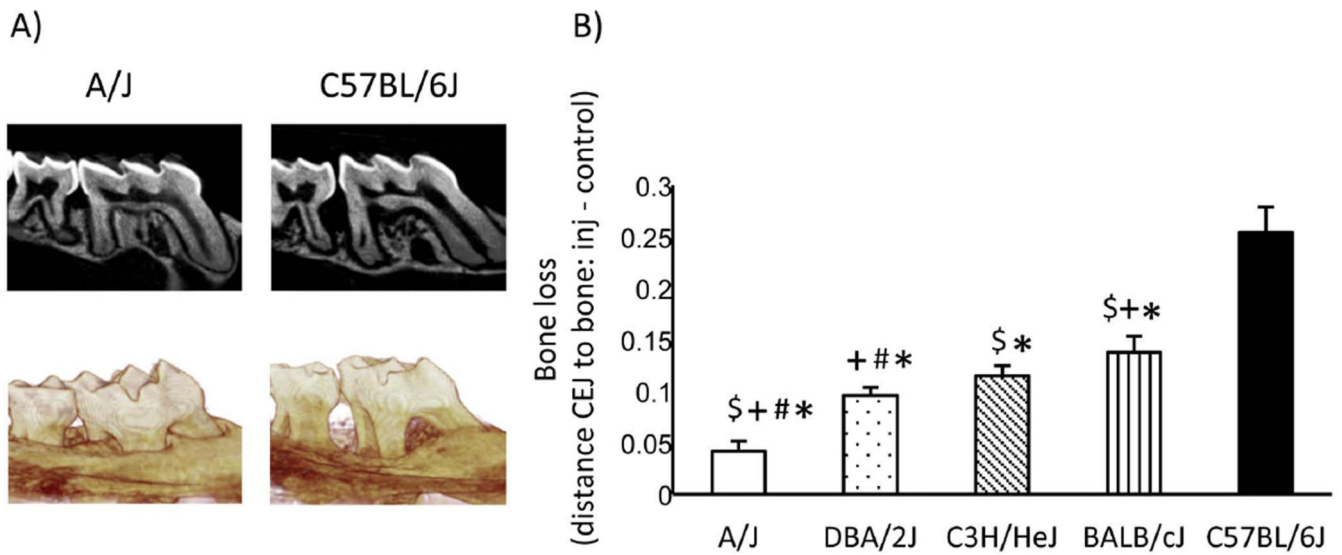 A)
A/J
C57BL/6J
B)
Bone loss
(distance CEJ to bone: inj - control)
0.3
0.25
0.2
0.15
0.1
0.05
0
$+#*
+#*
$*
$+*
A/J
DBA/2J
C3H/HeJ
BALB/cJ
C57BL/6J